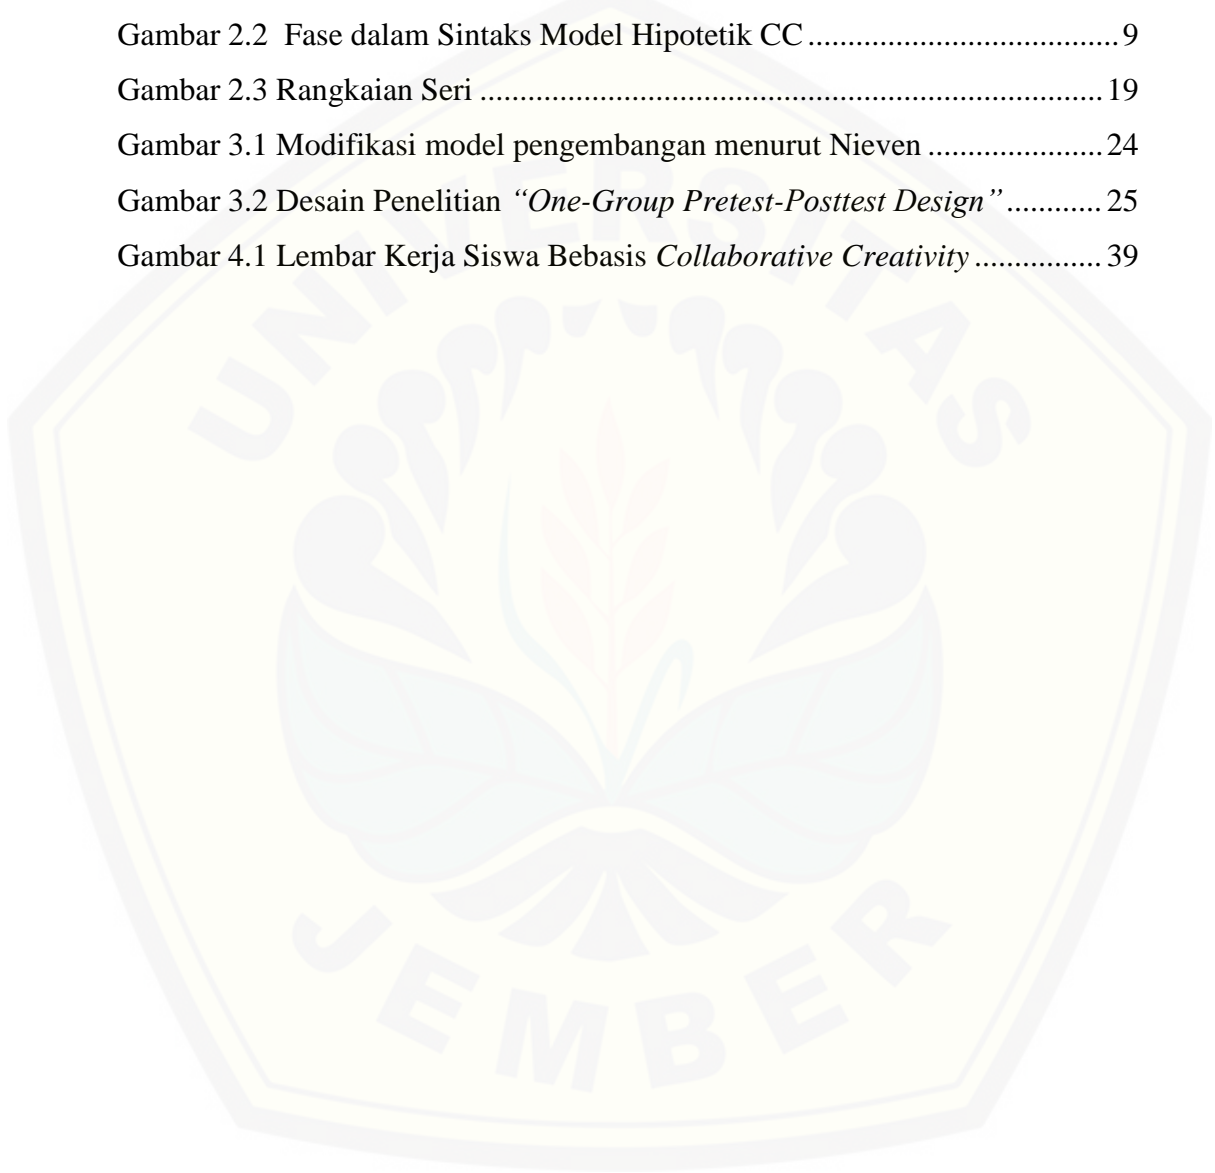 Gambar 2.2  Fase dalam Sintaks Model Hipotetik CC ....................................... 9
Gambar 2.3 Rangkaian Seri .............................................................................. 19
Gambar 3.1 Modifikasi model pengembangan menurut Nieven ...................... 24
Gambar 3.2 Desain Penelitian “One-Group Pretest-Posttest Design” ............ 25
Gambar 4.1 Lembar Kerja Siswa Bebasis Collaborative Creativity ................ 39
UNIVERSITAS
JEMBER